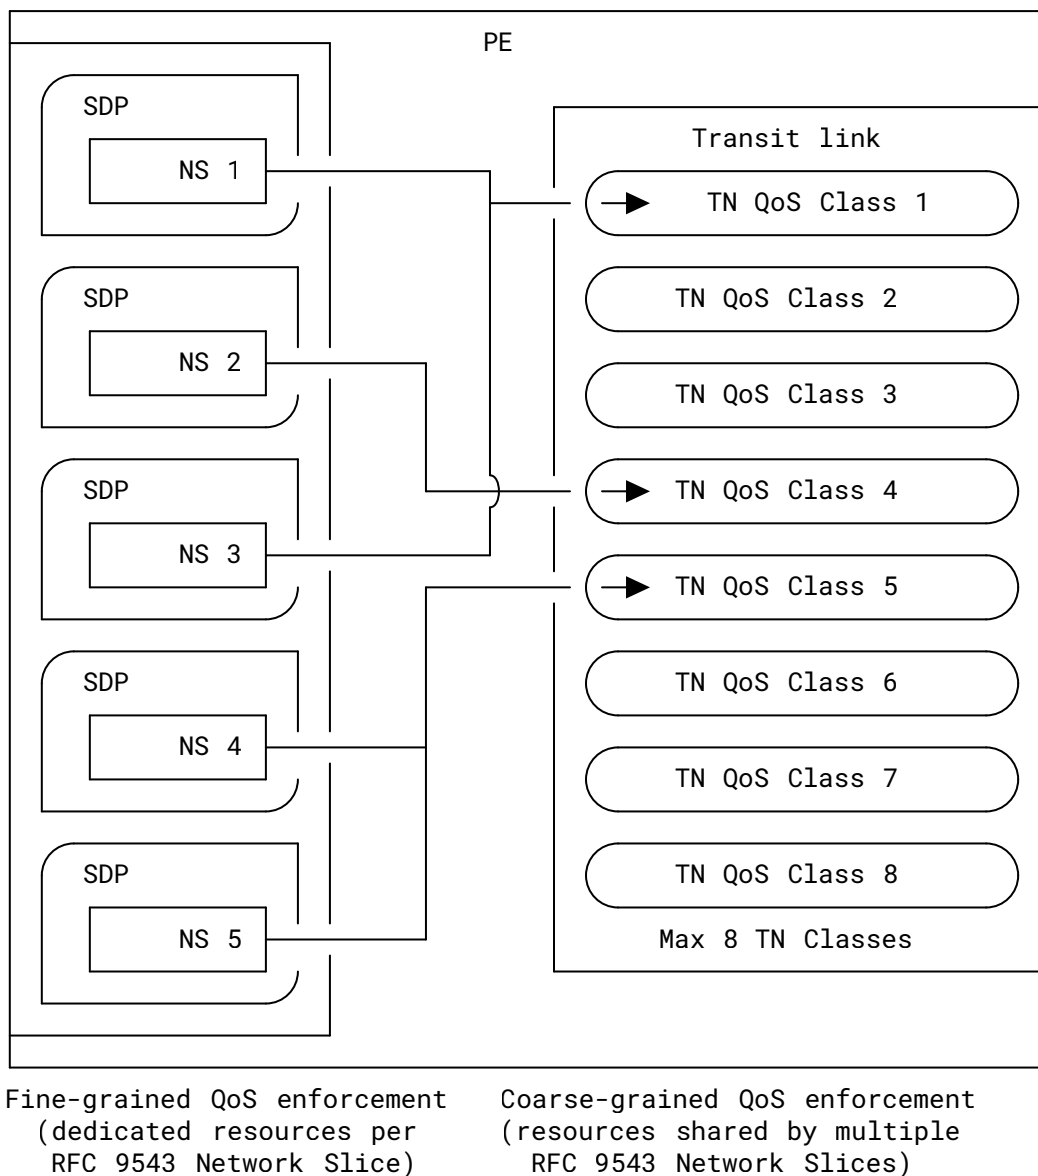 PE
SDP
NS 1
SDP
NS 2
SDP
NS 3
SDP
NS 4
SDP
NS 5
Transit link
TN QoS Class 1
TN QoS Class 2
TN QoS Class 3
TN QoS Class 4
TN QoS Class 5
TN QoS Class 6
TN QoS Class 7
TN QoS Class 8
Max 8 TN Classes
Fine-grained QoS enforcement
(dedicated resources per
RFC 9543 Network Slice)
Coarse-grained QoS enforcement
(resources shared by multiple
RFC 9543 Network Slices)